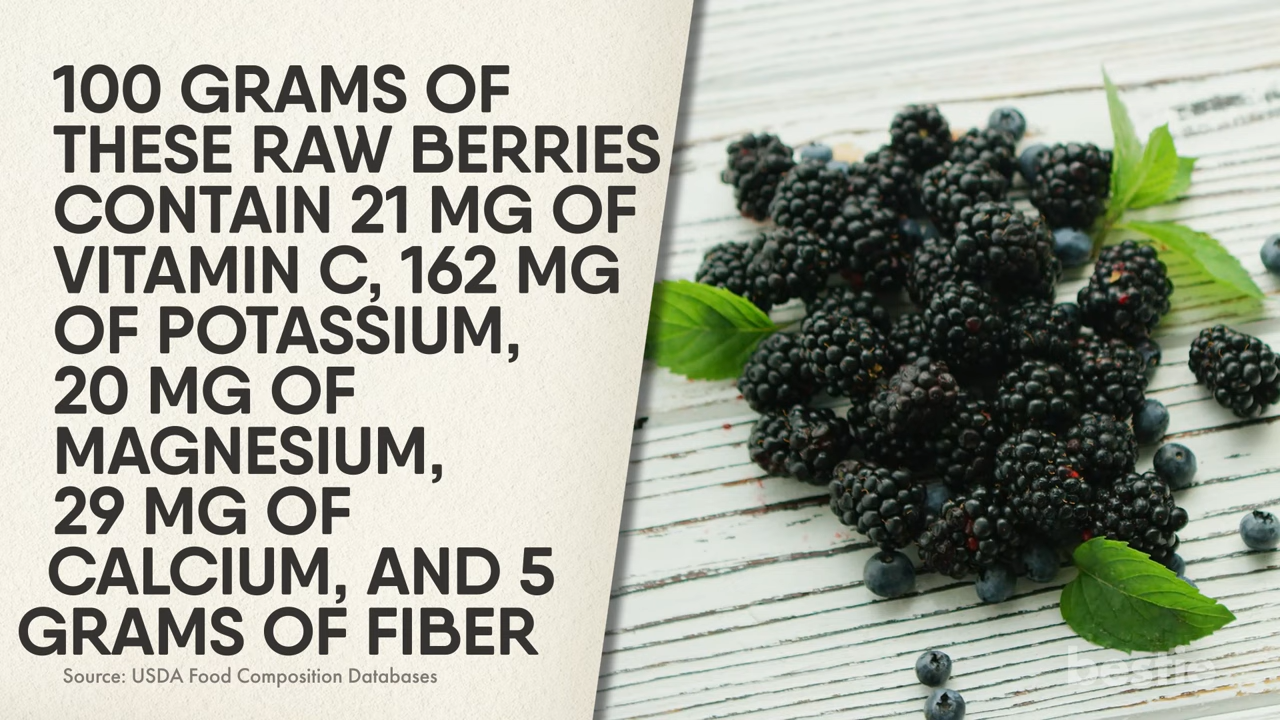 100 GRAMS OF
THESE RAW BERRIES
CONTAIN 21 MG OF
VITAMIN C, 162 MG
OF POTASSIUM,
20 MG OF
MAGNESIUM,
29 MG OF
CALCIUM, AND 5
GRAMS OF FIBER
Source: USDA Food Composition Databases
bestie